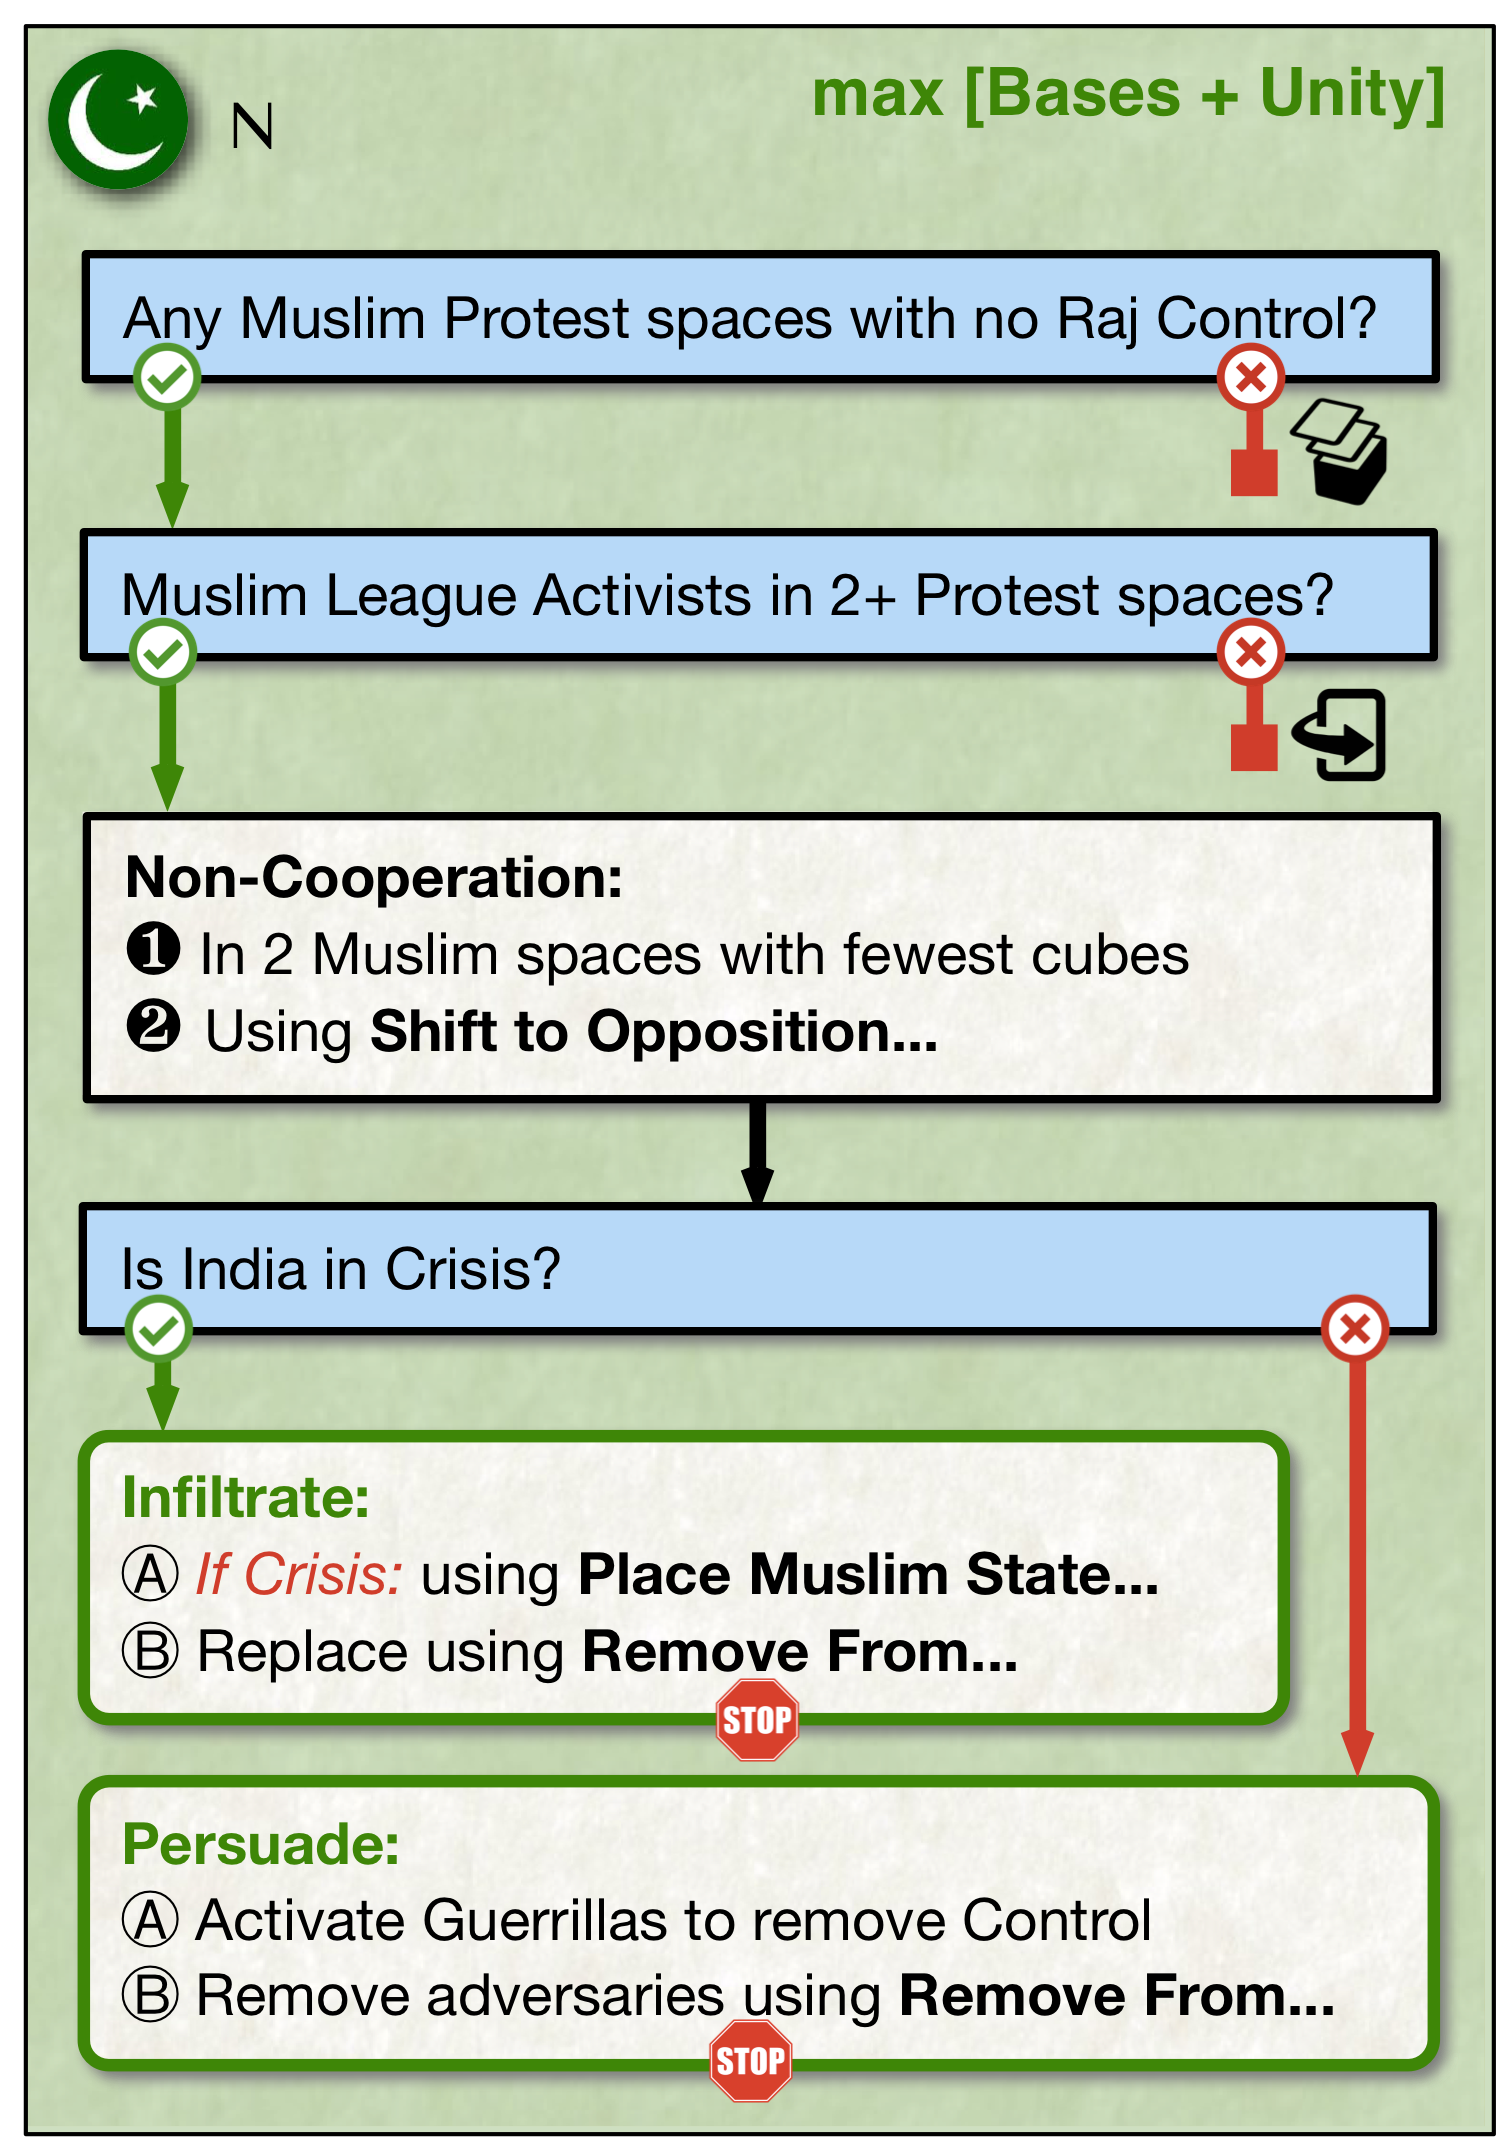 N
max [Bases + Unity]
Any Muslim Protest spaces with no Raj Control?
Muslim League Activists in 2+ Protest spaces?
Non-Cooperation:
❶ In 2 Muslim spaces with fewest cubes
❷ Using Shift to Opposition...
Is India in Crisis?
Infiltrate:
Ⓐ If Crisis: using Place Muslim State...
Ⓑ Replace using Remove From...
STOP
Persuade:
Ⓐ Activate Guerrillas to remove Control
Ⓑ Remove adversaries using Remove From...
STOP